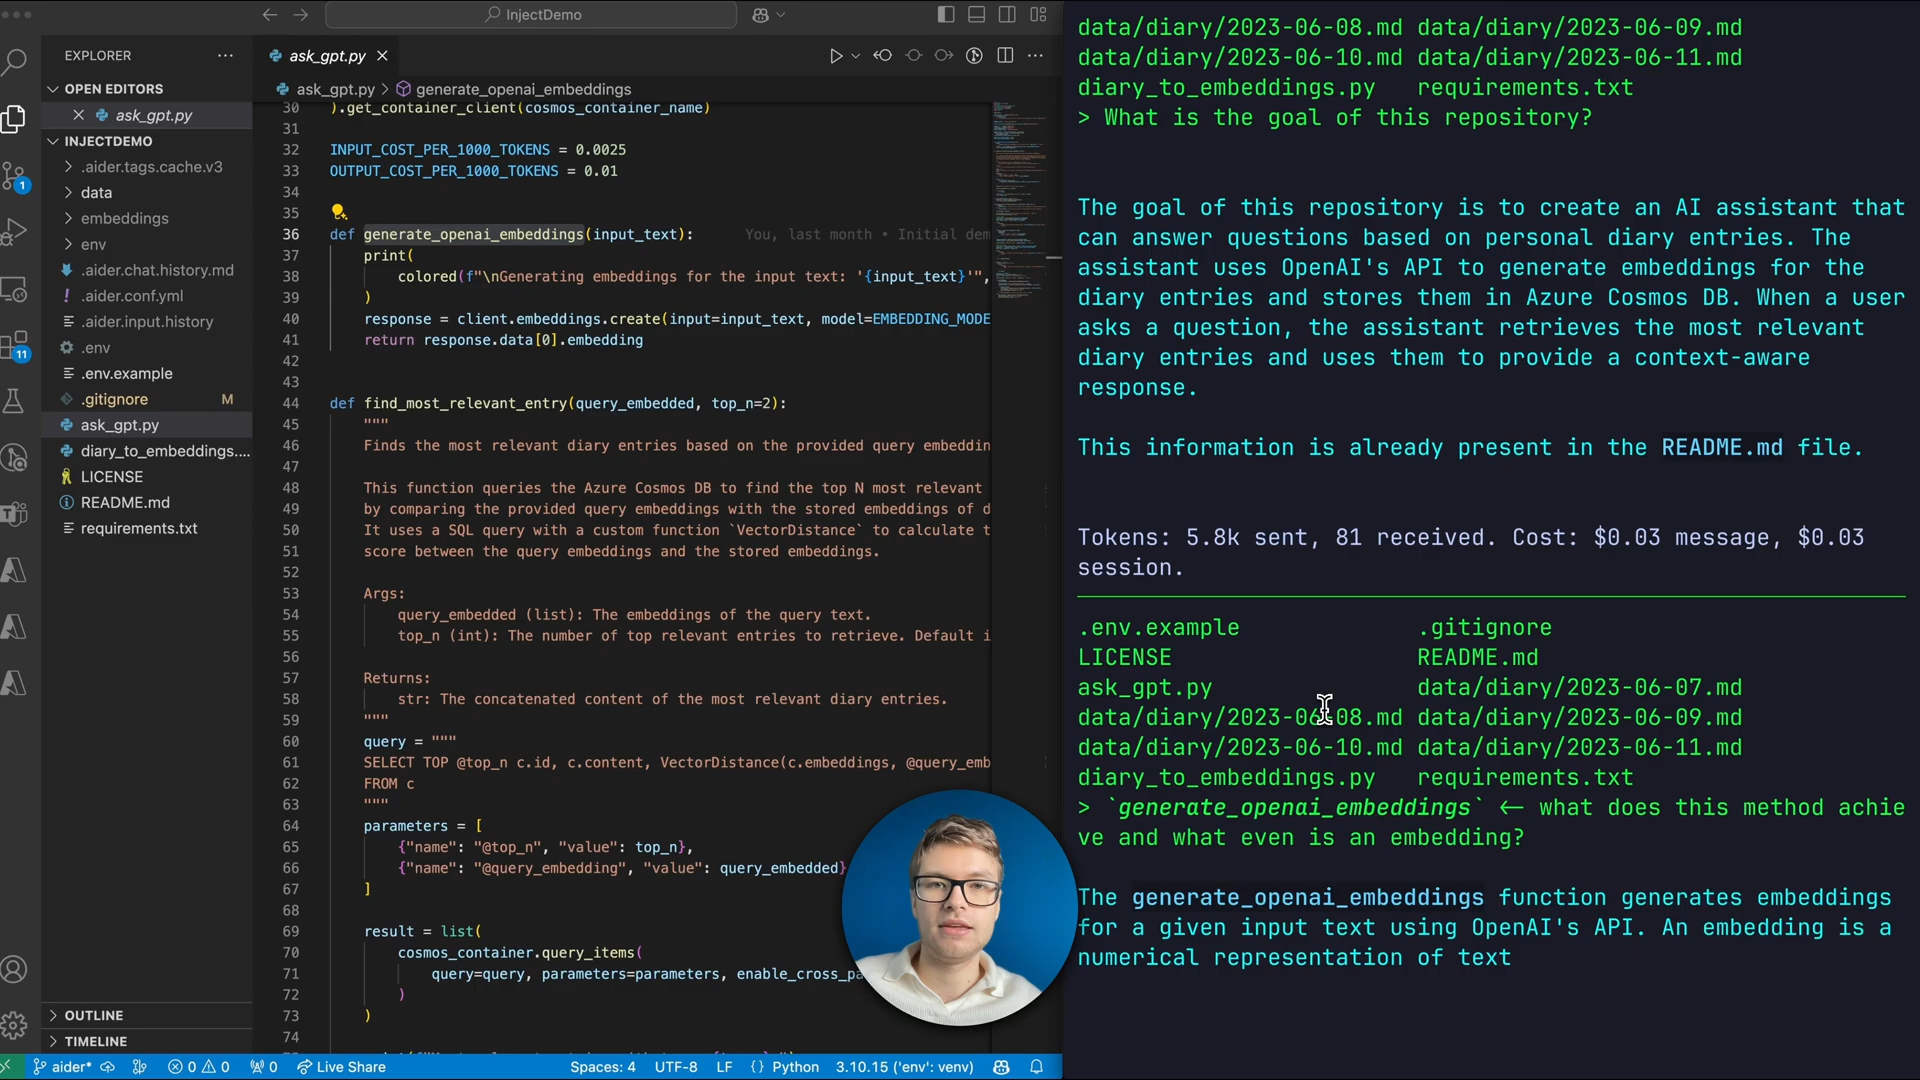 InjectDemo
EXPLORER
OPEN EDITORS
ask_gpt.py
INJECTDEMO
.aider.tags.cache.v3
data
embeddings
env
.aider.chat.history.md
.aider.conf.yml
.aider.input.history
.env
.env.example
.gitignore M
ask_gpt.py
diary_to_embeddings....
LICENSE
README.md
requirements.txt
OUTLINE
TIMELINE
1
11
ask_gpt.py
ask_gpt.py > generate_openai_embeddings
30 ).get_container_client(cosmos_container_name)
31
32 INPUT_COST_PER_1000_TOKENS = 0.0025
33 OUTPUT_COST_PER_1000_TOKENS = 0.01
34
35
36 def generate_openai_embeddings(input_text): You, last month • Initial dem
37 print(
38 colored(f"\nGenerating embeddings for the input text: '{input_text}'",
39 )
40 response = client.embeddings.create(input=input_text, model=EMBEDDING_MODE
41 return response.data[0].embedding
42
43
44 def find_most_relevant_entry(query_embedded, top_n=2):
45 """
46 Finds the most relevant diary entries based on the provided query embeddin
47
48 This function queries the Azure Cosmos DB to find the top N most relevant
49 by comparing the provided query embeddings with the stored embeddings of d
50 It uses a SQL query with a custom function `VectorDistance` to calculate t
51 score between the query embeddings and the stored embeddings.
52
53 Args:
54 query_embedded (list): The embeddings of the query text.
55 top_n (int): The number of top relevant entries to retrieve. Default i
56
57 Returns:
58 str: The concatenated content of the most relevant diary entries.
59 """
60 query = """
61 SELECT TOP @top_n c.id, c.content, VectorDistance(c.embeddings, @query_emb
62 FROM c
63 """
64 parameters = [
65 {"name": "@top_n", "value": top_n},
66 {"name": "@query_embedding", "value": query_embedded}
67 ]
68
69 result = list(
70 cosmos_container.query_items(
71 query=query, parameters=parameters, enable_cross_pa
72 )
73 )
74
aider* 0 0 0 Live Share Spaces: 4 UTF-8 LF {} Python 3.10.15 ('env': venv)
data/diary/2023-06-08.md data/diary/2023-06-09.md
data/diary/2023-06-10.md data/diary/2023-06-11.md
diary_to_embeddings.py requirements.txt
> What is the goal of this repository?
The goal of this repository is to create an AI assistant that
can answer questions based on personal diary entries. The
assistant uses OpenAI's API to generate embeddings for the
diary entries and stores them in Azure Cosmos DB. When a user
asks a question, the assistant retrieves the most relevant
diary entries and uses them to provide a context-aware
response.
This information is already present in the README.md file.
Tokens: 5.8k sent, 81 received. Cost: $0.03 message, $0.03
session.
.env.example .gitignore
LICENSE README.md
ask_gpt.py data/diary/2023-06-07.md
data/diary/2023-06-08.md data/diary/2023-06-09.md
data/diary/2023-06-10.md data/diary/2023-06-11.md
diary_to_embeddings.py requirements.txt
> `generate_openai_embeddings` <— what does this method achie
ve and what even is an embedding?
The generate_openai_embeddings function generates embeddings
for a given input text using OpenAI's API. An embedding is a
numerical representation of text